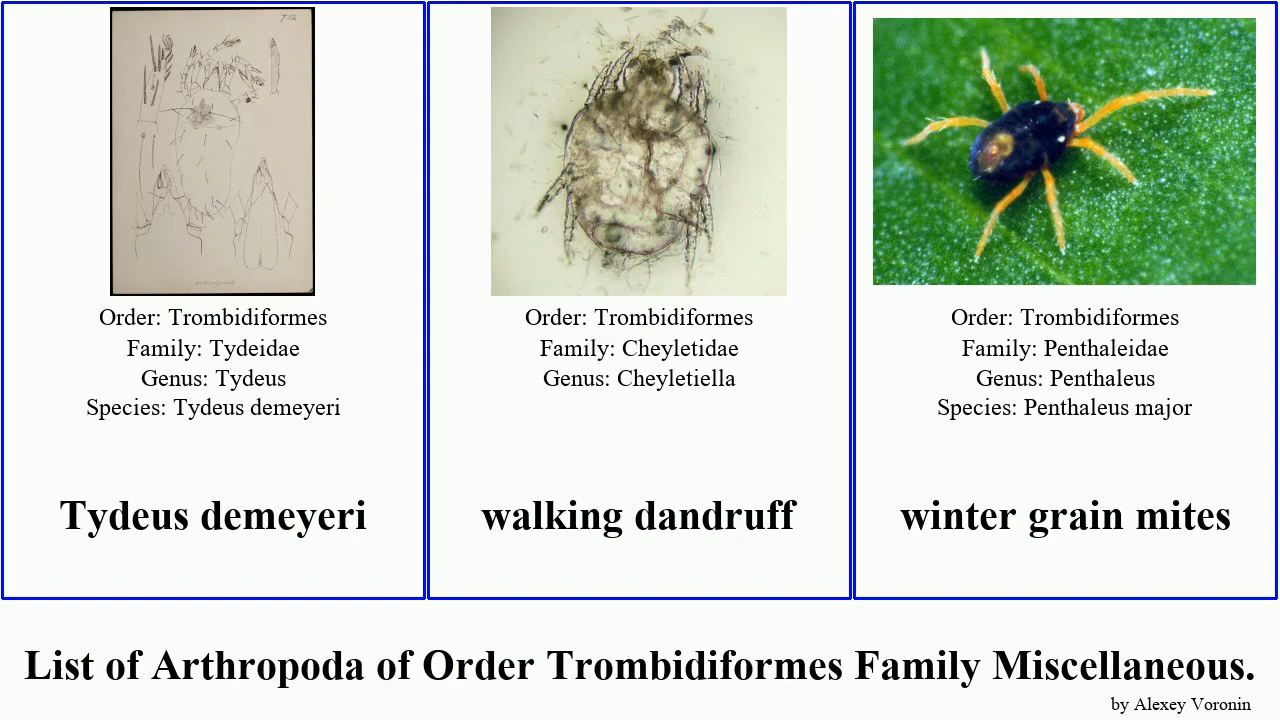 Order: Trombidiformes
Family: Tydeidae
Genus: Tydeus
Species: Tydeus demeyeri
Tydeus demeyeri
Order: Trombidiformes
Family: Cheyletidae
Genus: Cheyletiella
walking dandruff
Order: Trombidiformes
Family: Penthaleidae
Genus: Penthaleus
Species: Penthaleus major
winter grain mites
List of Arthropoda of Order Trombidiformes Family Miscellaneous.
by Alexey Voronin